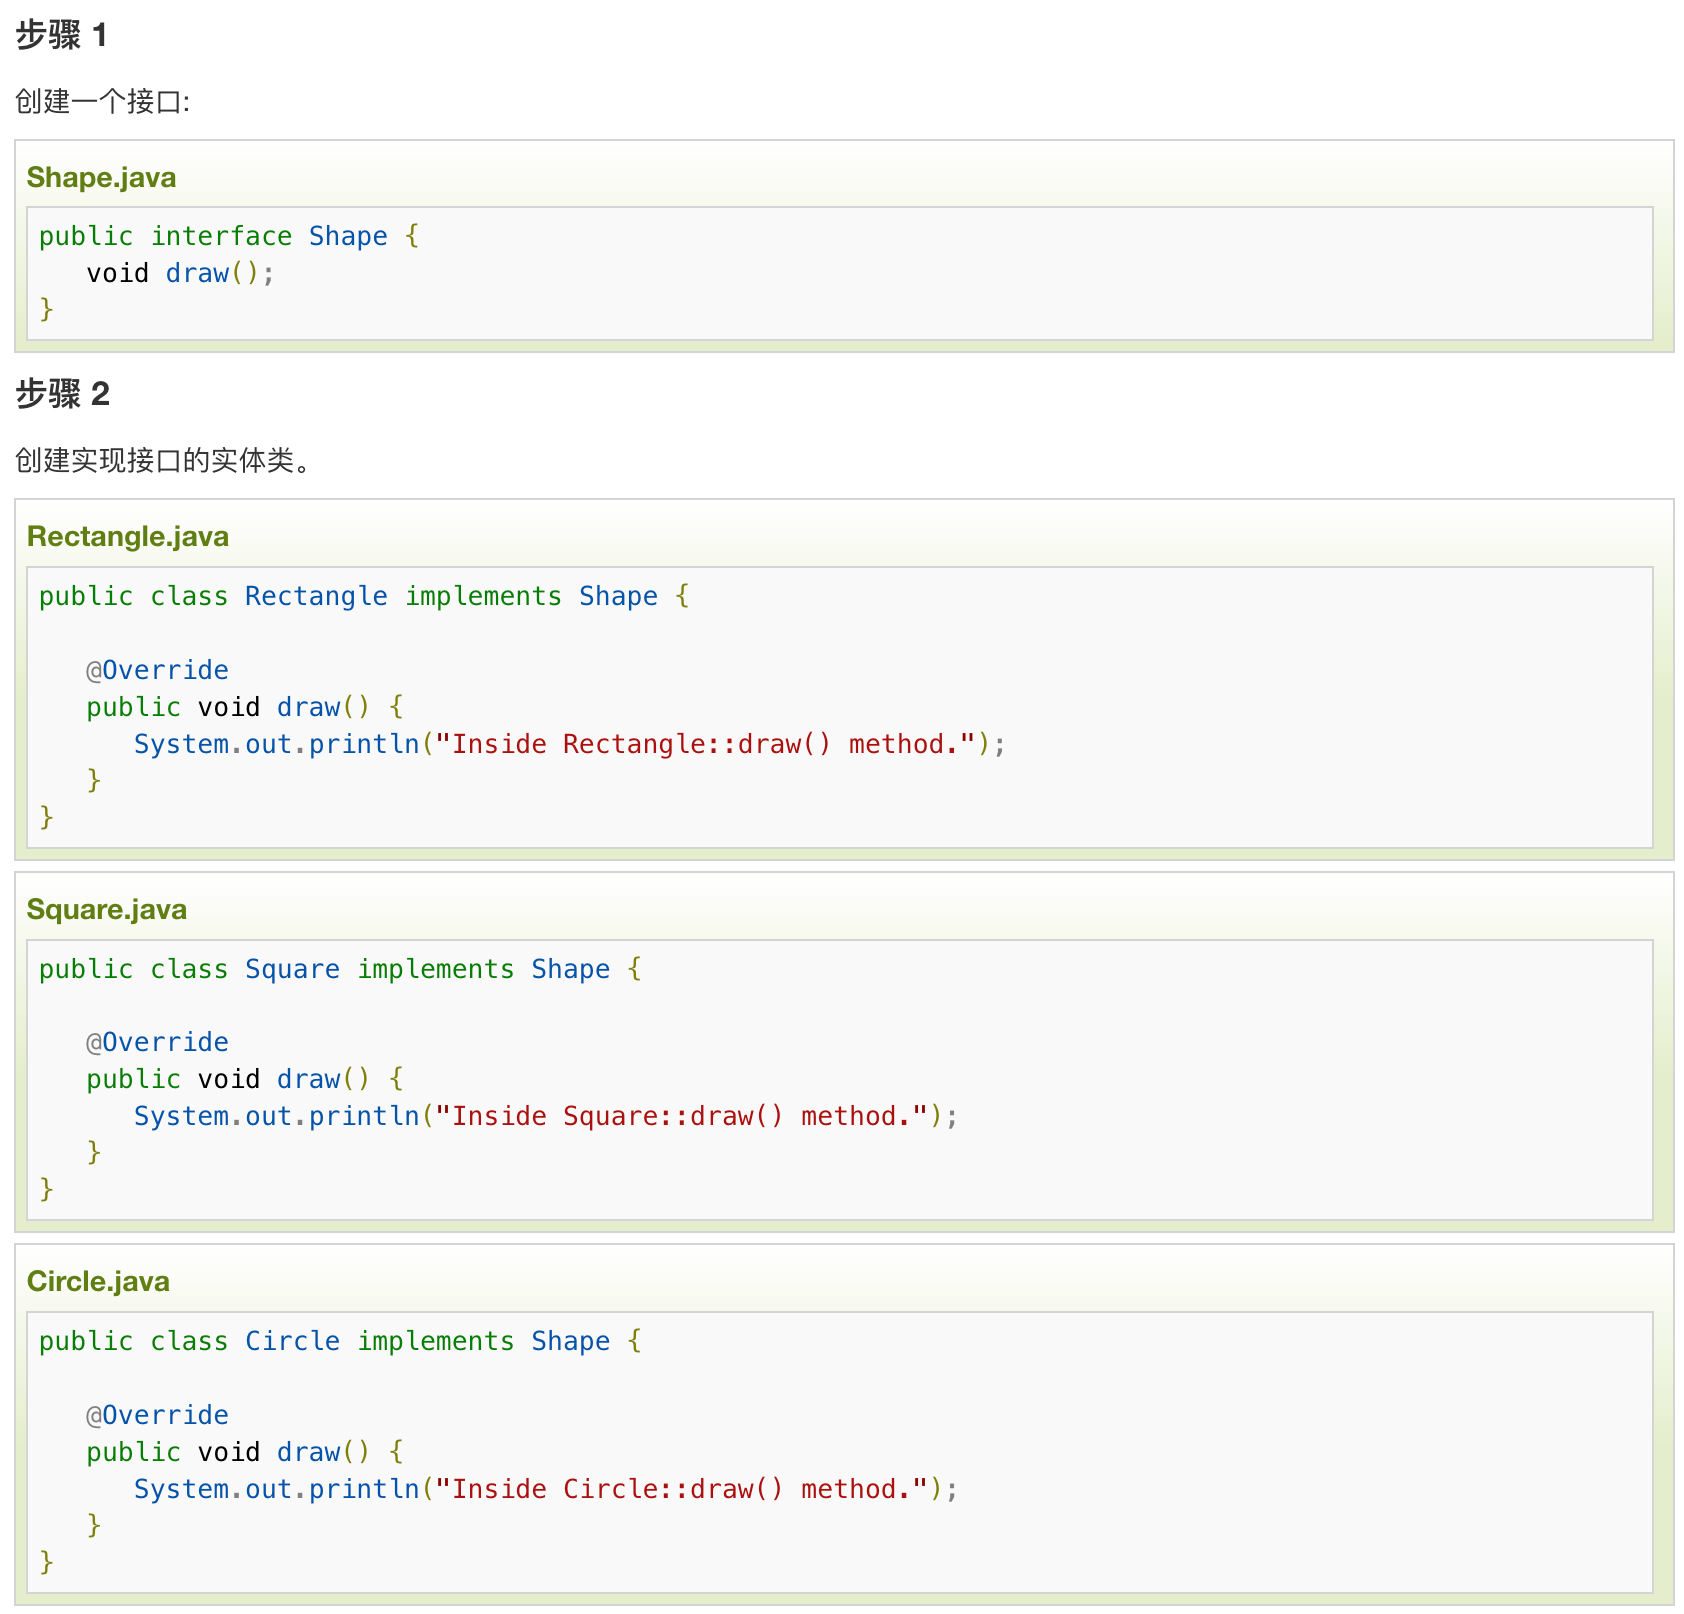 步骤 1
创建一个接口:
Shape.java
public interface Shape {
   void draw();
}
步骤 2
创建实现接口的实体类。
Rectangle.java
public class Rectangle implements Shape {
   @Override
   public void draw() {
      System.out.println("Inside Rectangle::draw() method.");
   }
}
Square.java
public class Square implements Shape {
   @Override
   public void draw() {
      System.out.println("Inside Square::draw() method.");
   }
}
Circle.java
public class Circle implements Shape {
   @Override
   public void draw() {
      System.out.println("Inside Circle::draw() method.");
   }
}